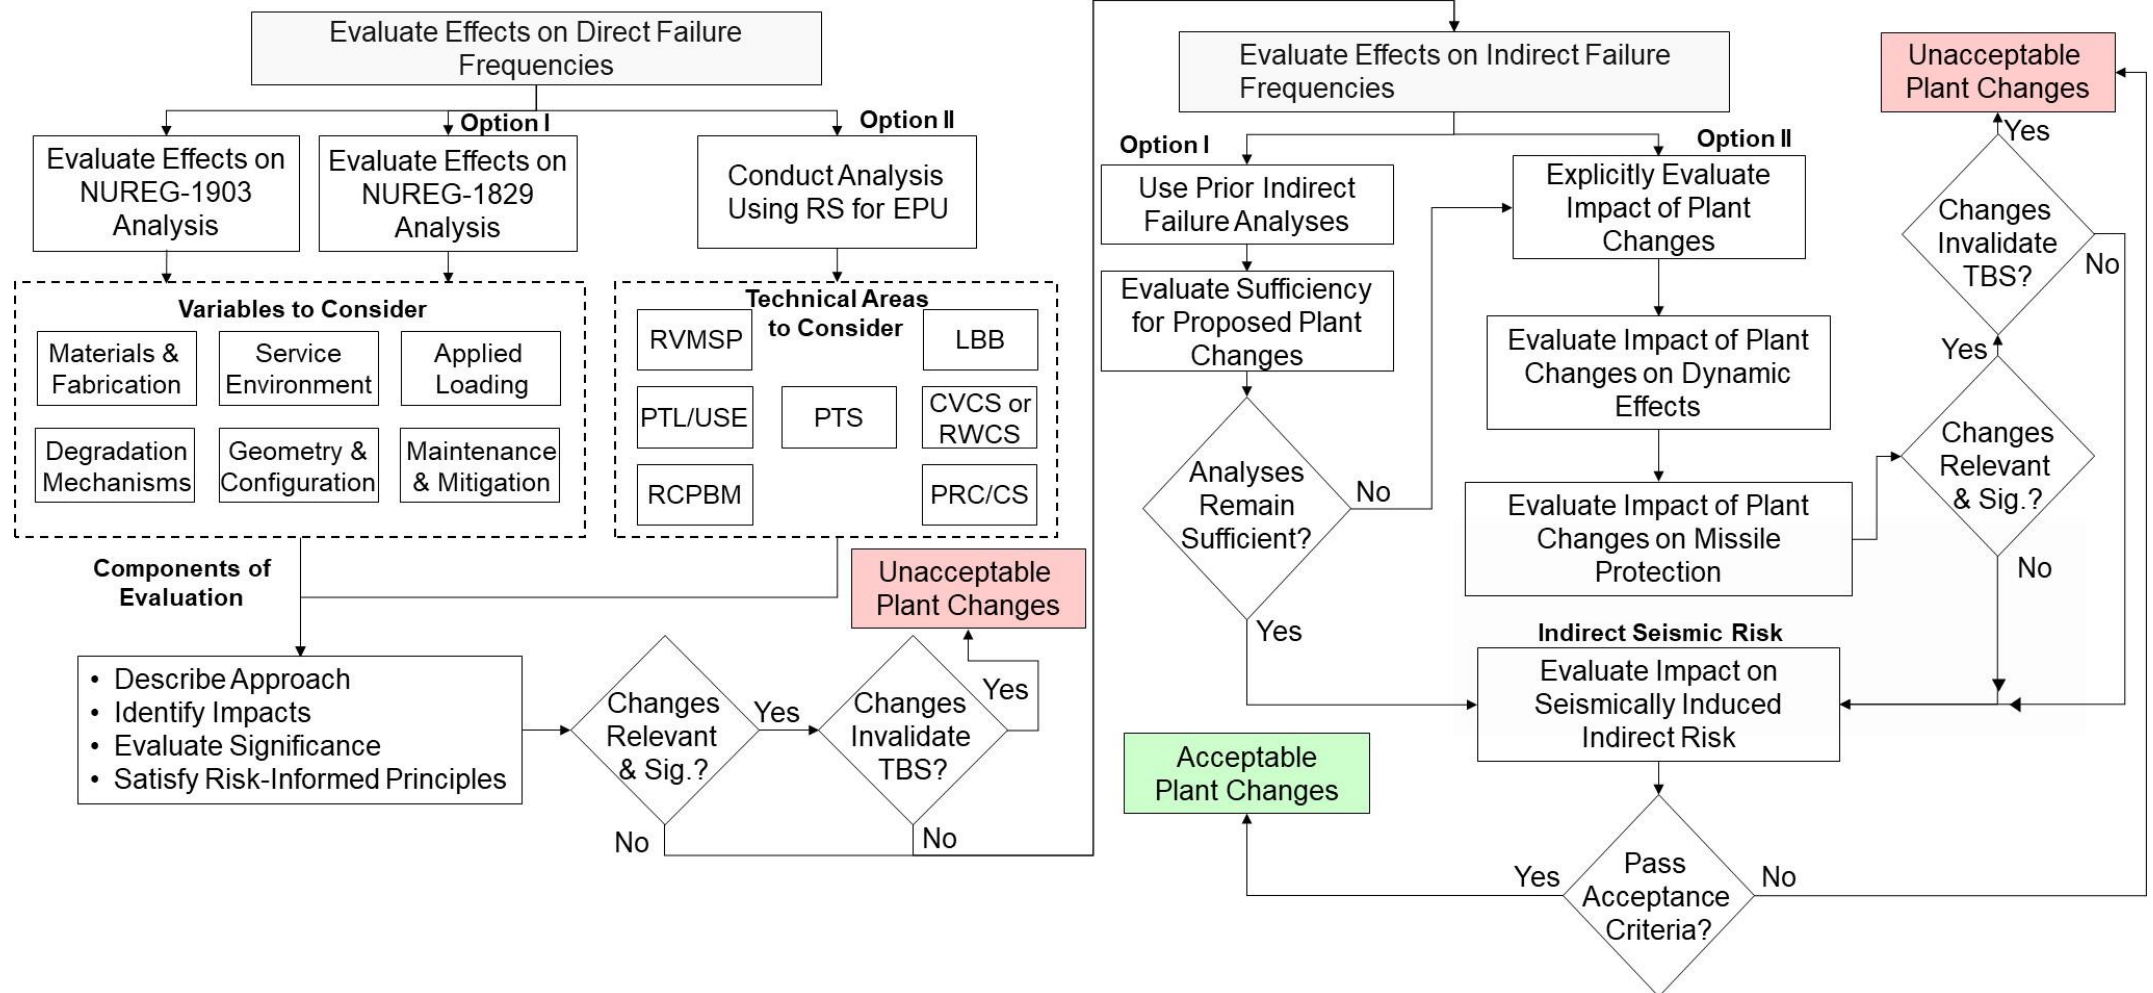 Evaluate Effects on Direct Failure
Frequencies
Option I
Option II
Evaluate Effects on
NUREG-1903
Analysis
Evaluate Effects on
NUREG-1829
Analysis
Conduct Analysis
Using RS for EPU
Variables to Consider
Materials &
Fabrication
Service
Environment
Applied
Loading
Degradation
Mechanisms
Geometry &
Configuration
Maintenance
& Mitigation
Technical Areas
to Consider
RVMSP
LBB
PTL/USE
PTS
CVCS or
RWCS
RCPBM
PRC/CS
Components of
Evaluation
• Describe Approach
• Identify Impacts
• Evaluate Significance
• Satisfy Risk-Informed Principles
Changes
Relevant
& Sig.?
Yes
No
Changes
Invalidate
TBS?
Yes
No
Unacceptable
Plant Changes
Evaluate Effects on Indirect Failure
Frequencies
Option I
Option II
Use Prior Indirect
Failure Analyses
Evaluate Sufficiency
for Proposed Plant
Changes
Analyses
Remain
Sufficient?
No
Yes
Explicitly Evaluate
Impact of Plant
Changes
Evaluate Impact of Plant
Changes on Dynamic
Effects
Evaluate Impact of Plant
Changes on Missile
Protection
Unacceptable
Plant Changes
Yes
Changes
Invalidate
TBS?
No
Yes
Changes
Relevant
& Sig.?
No
Indirect Seismic Risk
Evaluate Impact on
Seismically Induced
Indirect Risk
Acceptable
Plant Changes
Yes
Pass
Acceptance
Criteria?
No